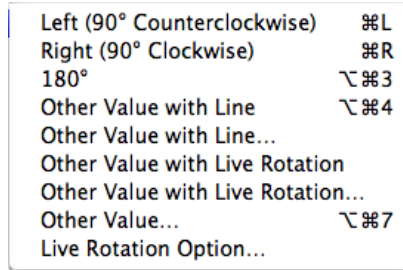 Left (90° Counterclockwise) ⌘L
Right (90° Clockwise) ⌘R
180° ⌥⌘3
Other Value with Line ⌥⌘4
Other Value with Line...
Other Value with Live Rotation
Other Value with Live Rotation...
Other Value... ⌥⌘7
Live Rotation Option...